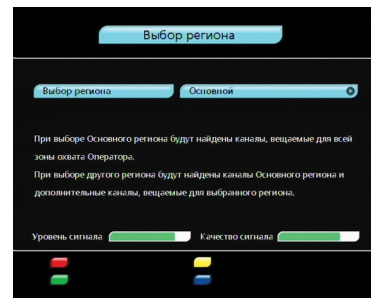 Выбор региона
Выбор региона Основной
При выборе Основного региона будут найдены каналы, вещаемые для всей
зоны охвата Оператора.
При выборе другого региона будут найдены каналы Основного региона и
дополнительные каналы, вещаемые для выбранного региона.
Уровень сигнала Качество сигнала